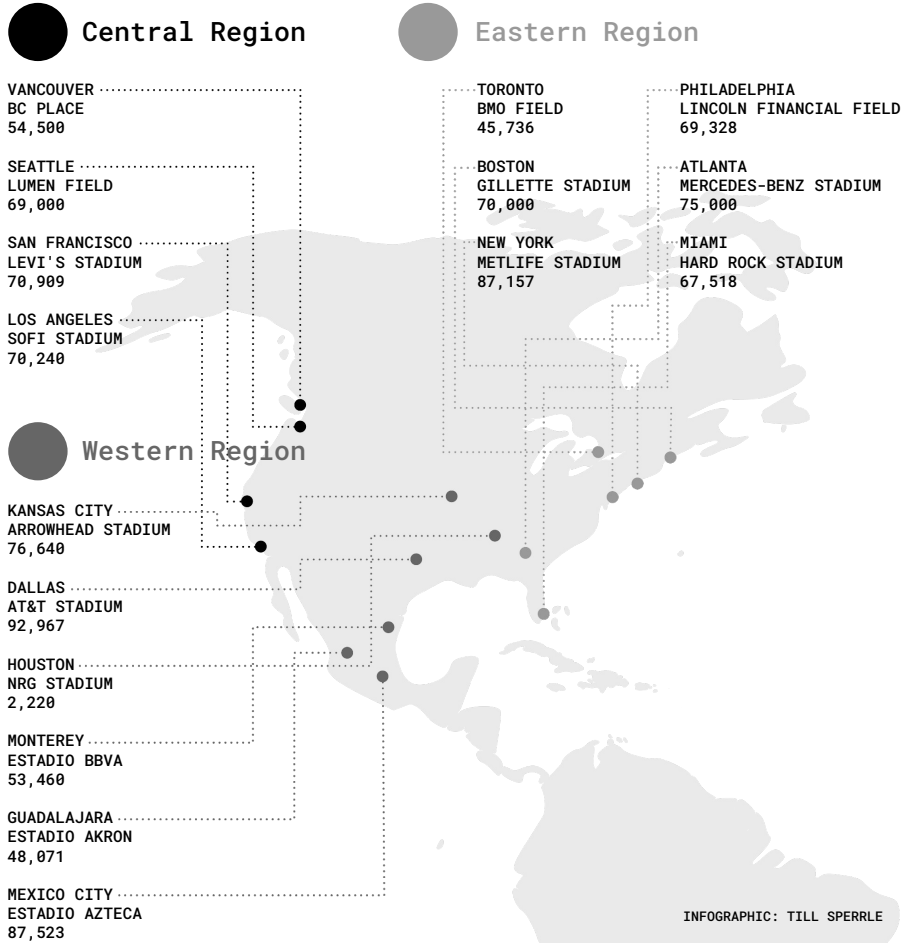 Central Region
VANCOUVER
BC PLACE
54,500
SEATTLE
LUMEN FIELD
69,000
SAN FRANCISCO
LEVI'S STADIUM
70,909
LOS ANGELES
SOFI STADIUM
70,240
Western Region
KANSAS CITY
ARROWHEAD STADIUM
76,640
DALLAS
AT&T STADIUM
92,967
HOUSTON
NRG STADIUM
2,220
MONTEREY
ESTADIO BBVA
53,460
GUADALAJARA
ESTADIO AKRON
48,071
MEXICO CITY
ESTADIO AZTECA
87,523
Eastern Region
TORONTO
BMO FIELD
45,736
BOSTON
GILLETTE STADIUM
70,000
NEW YORK
METLIFE STADIUM
87,157
PHILADELPHIA
LINCOLN FINANCIAL FIELD
69,328
ATLANTA
MERCEDES-BENZ STADIUM
75,000
MIAMI
HARD ROCK STADIUM
67,518
INFOGRAPHIC: TILL SPERRLE